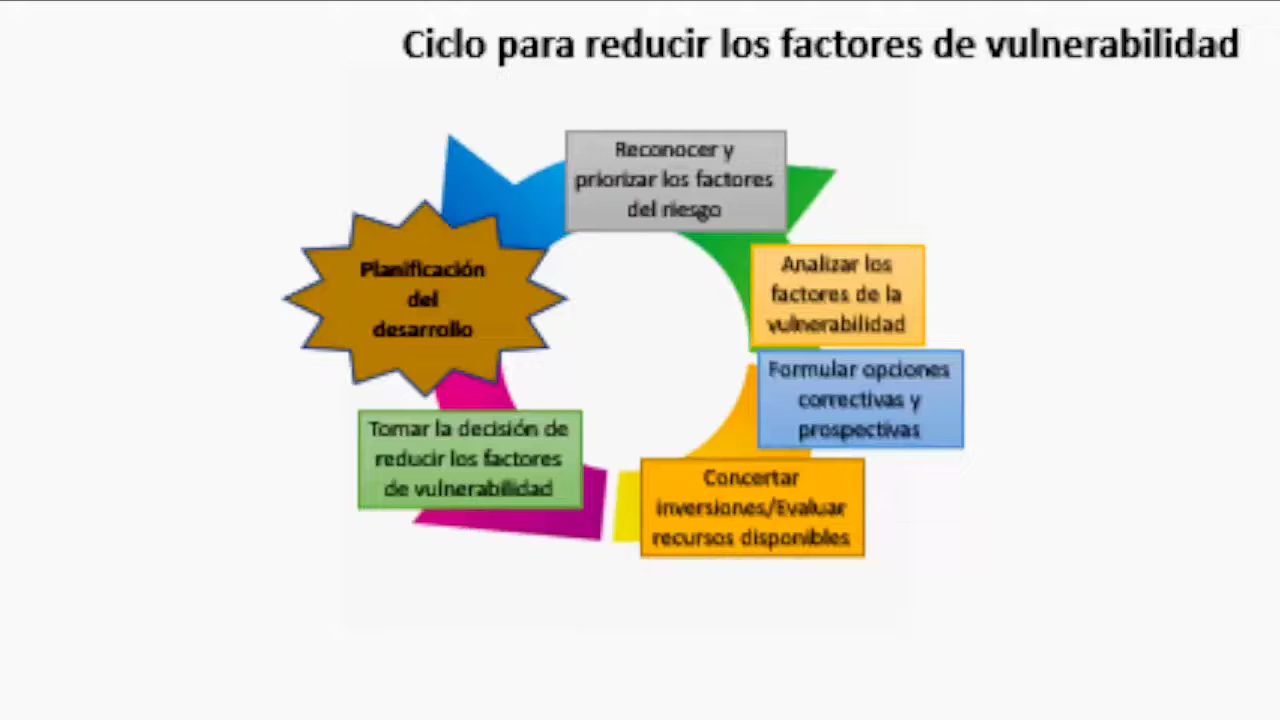 Ciclo para reducir los factores de vulnerabilidad
Reconocer y
priorizar los factores
del riesgo
Analizar los
factores de la
vulnerabilidad
Formular opciones
correctivas y
prospectivas
Concertar
inversiones/Evaluar
recursos disponibles
Tomar la decisión de
reducir los factores
de vulnerabilidad
Planificación
del
desarrollo